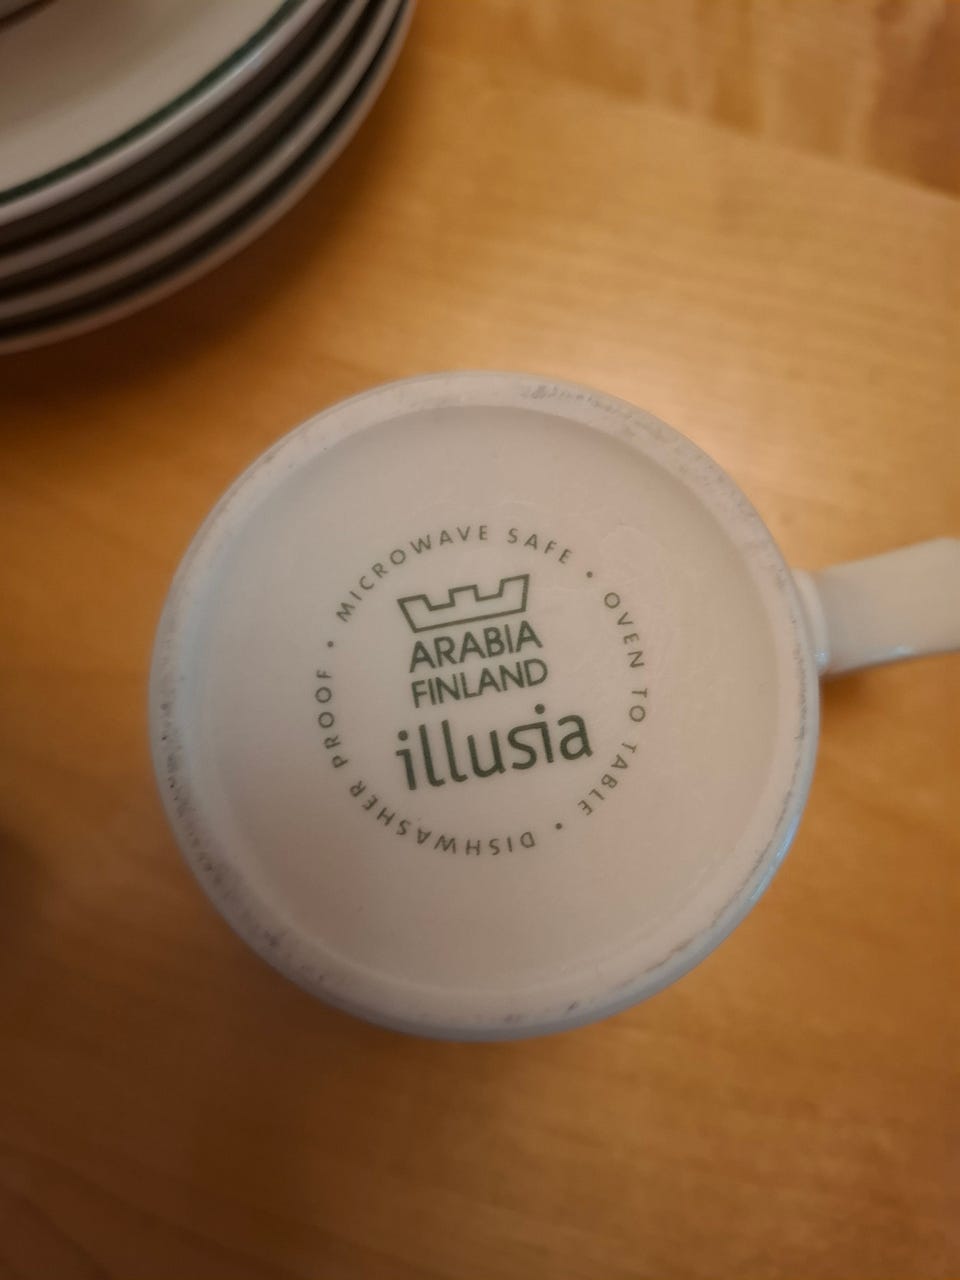 MICROWAVE SAFE • OVEN TO TABLE • DISHWASHER PROOF •
ARABIA
FINLAND
illusia